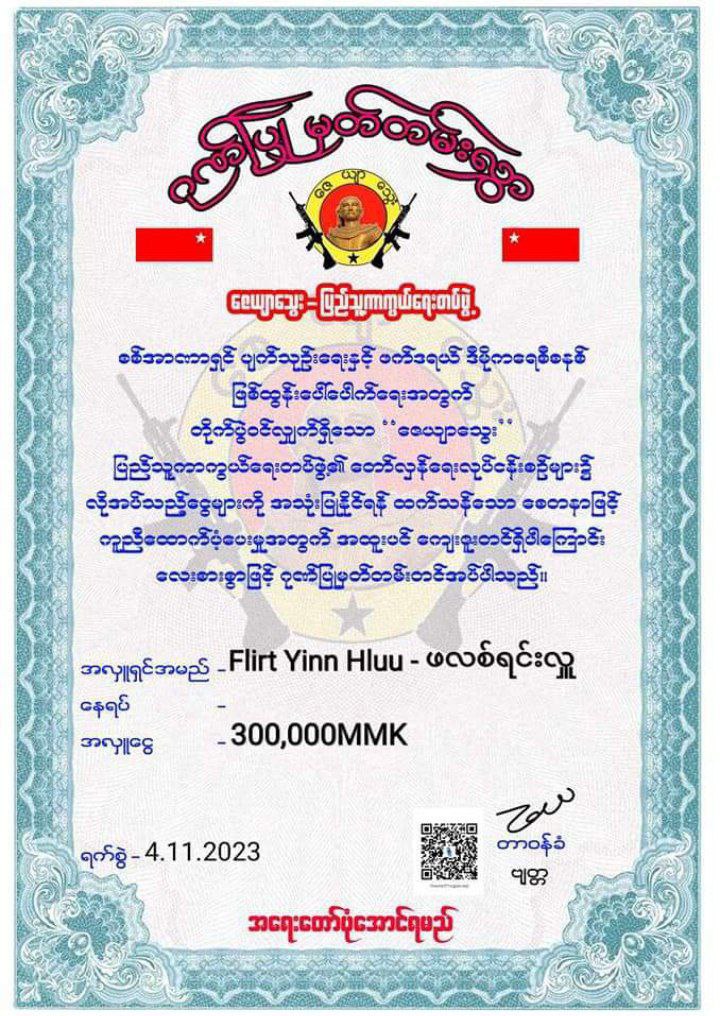 ဂုဏ်ပြုမှတ်တမ်းလွှာ
ဇေယျာသွေး
ဇေယျာသွေး – ပြည်သူ့ကာကွယ်ရေးတပ်ဖွဲ့
စစ်အာဏာရှင် ပျက်သုဉ်းရေးနှင့် ဖက်ဒရယ် ဒီမိုကရေစီစနစ်
ဖြစ်ထွန်းပေါ်ပေါက်ရေးအတွက်
တိုက်ပွဲဝင်လျှက်ရှိသော “ဇေယျာသွေး”
ပြည်သူ့ကာကွယ်ရေးတပ်ဖွဲ့၏ တော်လှန်ရေးလုပ်ငန်းစဉ်များ၌
လိုအပ်သည့်ငွေများကို အသုံးပြုနိုင်ရန် ထက်သန်သော စေတနာဖြင့်
ကူညီထောက်ပံ့ပေးမှုအတွက် အထူးပင် ကျေးဇူးတင်ရှိပါကြောင်း
လေးစားစွာဖြင့် ဂုဏ်ပြုမှတ်တမ်းတင်အပ်ပါသည်။
အလှူရှင်အမည် – Flirt Yinn Hluu - ဖလစ်ရင်းလှူ
နေရပ် –
အလှူငွေ – 300,000MMK
ရက်စွဲ – 4.11.2023
တာဝန်ခံ
ဗျတ္တ
အရေးတော်ပုံအောင်ရမည်